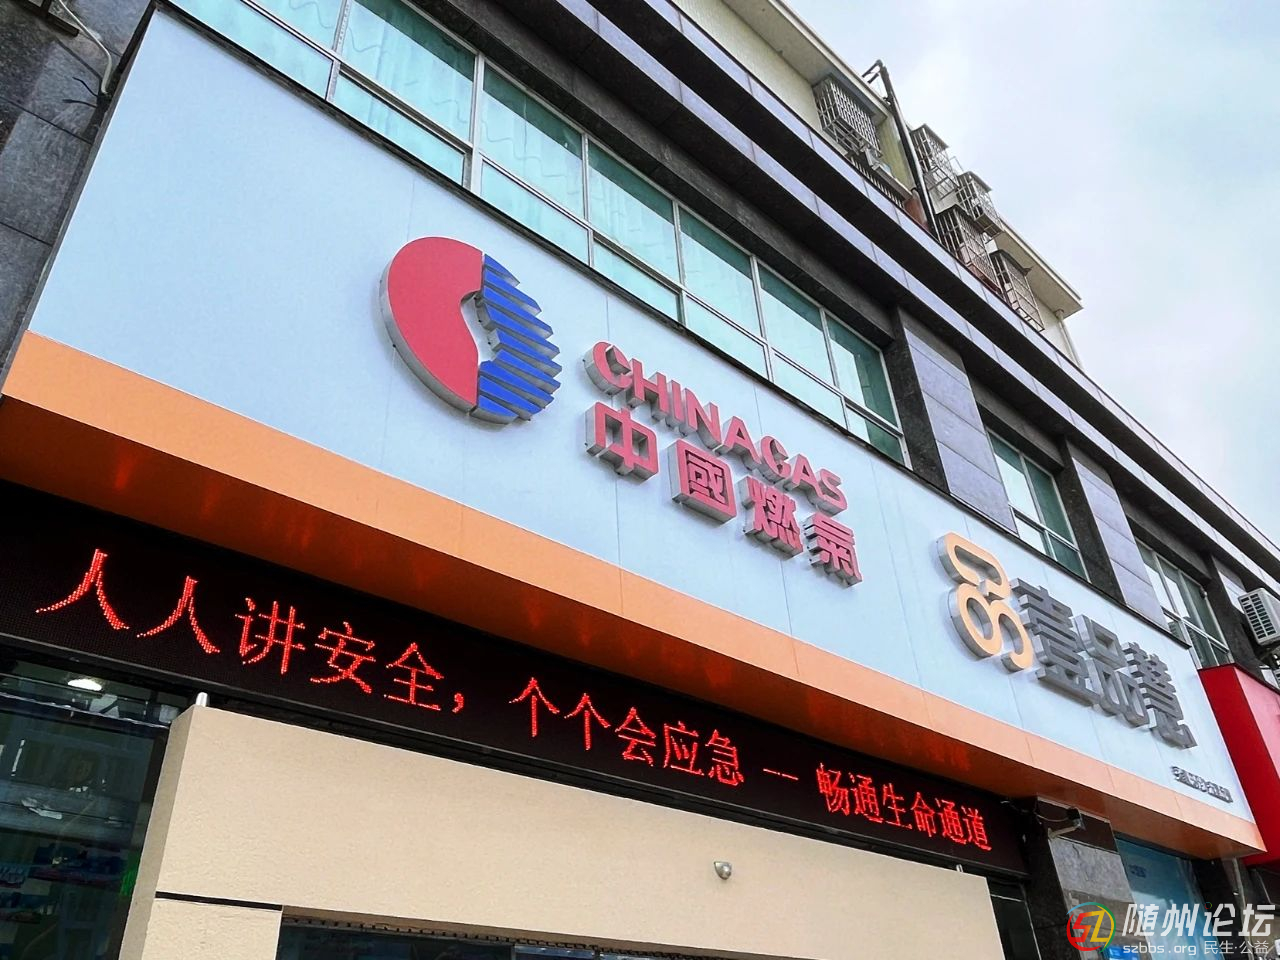 CHINAGAS
中國燃氣
壹品慧
人人讲安全，个个会应急 — 畅通生命通道
随州论坛
szbbs.org 民生·公益